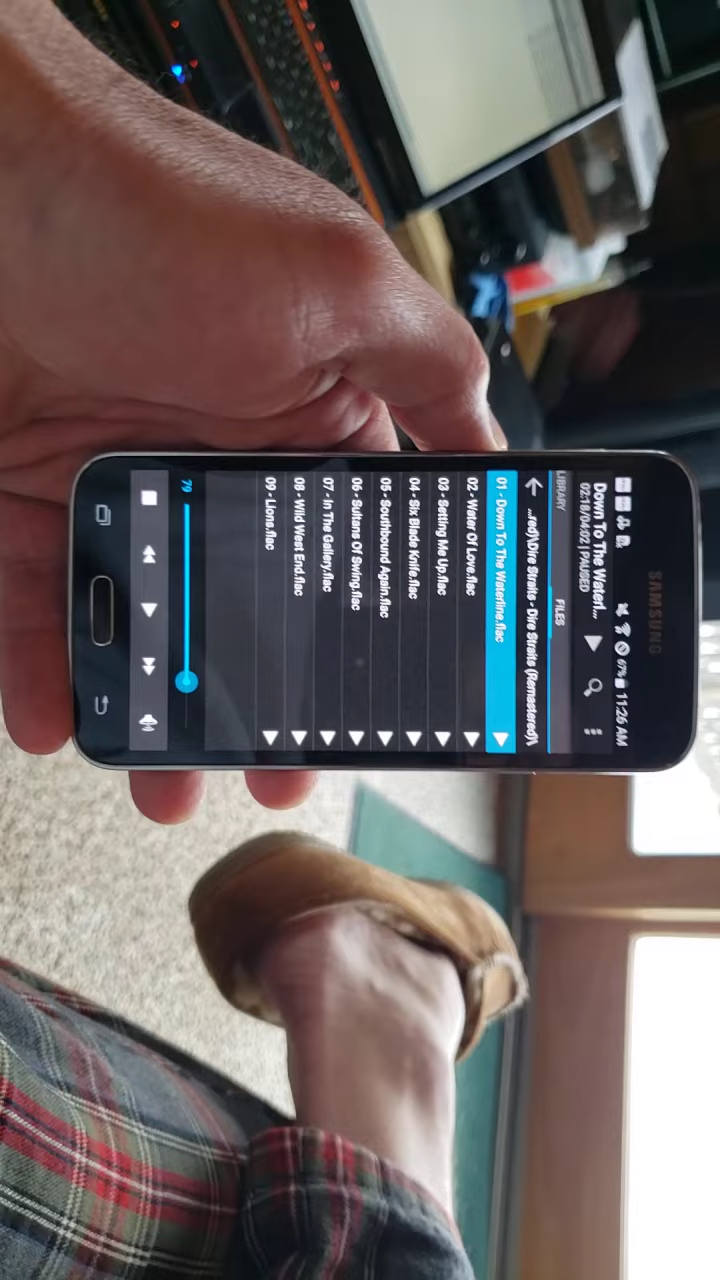 SAMSUNG
67% 11:26 AM
Down To The Waterl...
02:18/04:02 | PAUSED
LIBRARY
FILES
...red)\Dire Straits - Dire Straits (Remastered)\
01 - Down To The Waterline.flac
02 - Water Of Love.flac
03 - Setting Me Up.flac
04 - Six Blade Knife.flac
05 - Southbound Again.flac
06 - Sultans Of Swing.flac
07 - In The Gallery.flac
08 - Wild West End.flac
09 - Lions.flac
79